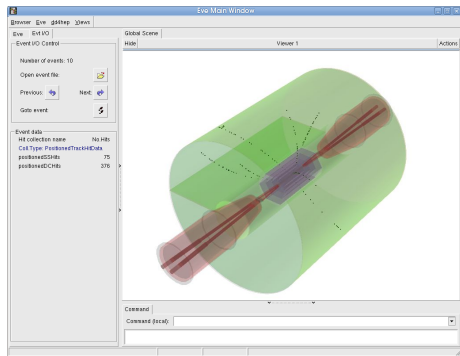 Eve Main Window
Browser Eve dd4hep Views
Eve Evt I/O
Event I/O Control
Number of events: 10
Open event file:
Previous: Next:
Goto event:
Event data
Hit collection name No.Hits
Coll.Type: PositionedTrackHitData
positionedSSHits 75
positionedDCHits 376
Global Scene
Hide Viewer 1 Actions
Command
Command (local):